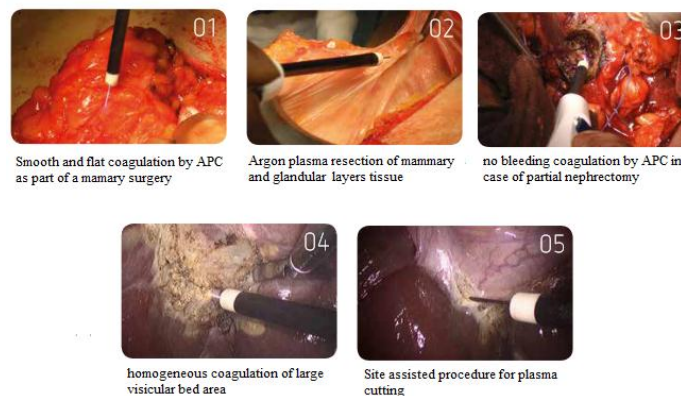 01
02
03
Smooth and flat coagulation by APC
as part of a mamary surgery
Argon plasma resection of mammary
and glandular layers tissue
no bleeding coagulation by APC in
case of partial nephrectomy
04
05
homogeneous coagulation of large
visicular bed area
Site assisted procedure for plasma
cutting